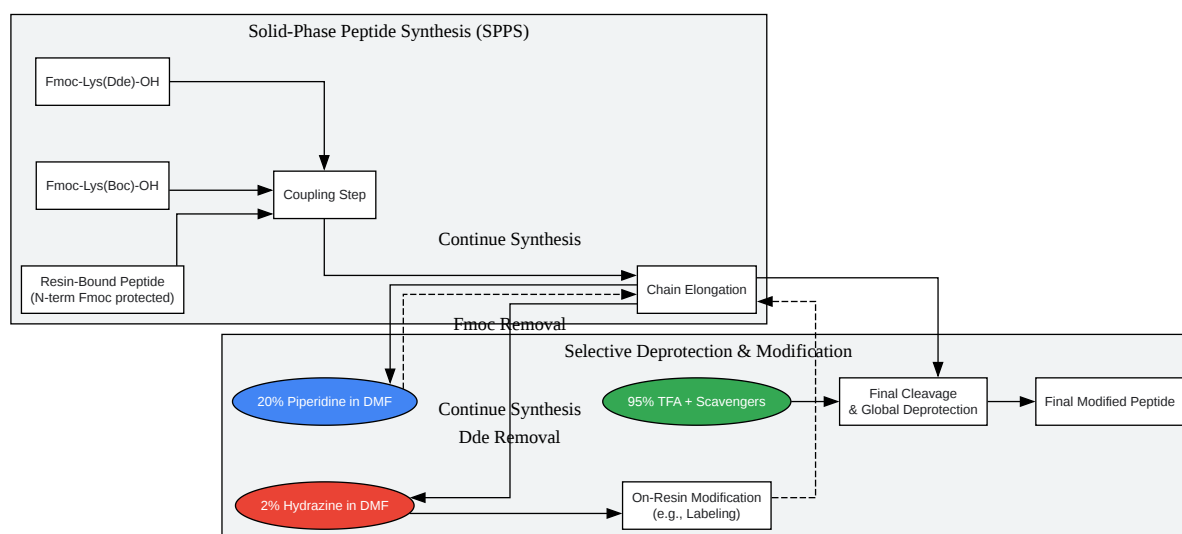 Solid-Phase Peptide Synthesis (SPPS)
Fmoc-Lys(Dde)-OH
Fmoc-Lys(Boc)-OH
Coupling Step
Continue Synthesis
Resin-Bound Peptide
(N-term Fmoc protected)
Chain Elongation
Fmoc Removal
Selective Deprotection & Modification
20% Piperidine in DMF
95% TFA + Scavengers
Final Cleavage
& Global Deprotection
Final Modified Peptide
Continue Synthesis
Dde Removal
2% Hydrazine in DMF
On-Resin Modification
(e.g., Labeling)